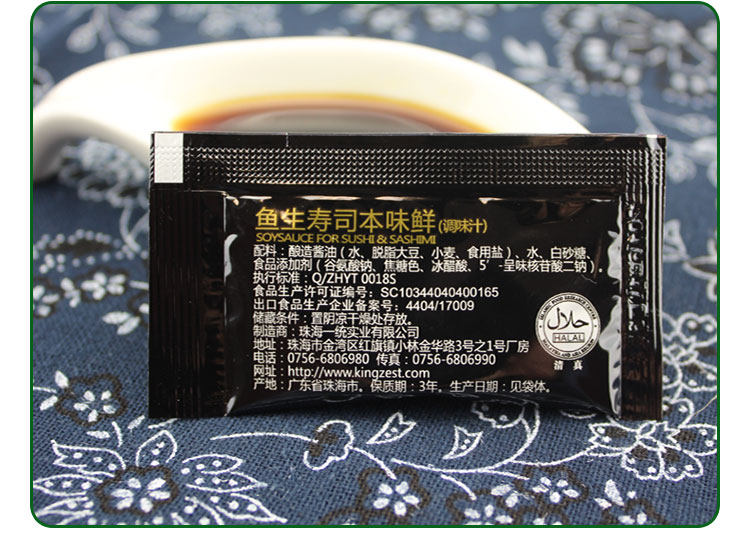 鱼生寿司本味鲜(调味汁)
SOYSAUCE FOR SUSHI & SASHIMI
配料：酿造酱油（水、脱脂大豆、小麦、食用盐）、水、白砂糖、
食品添加剂（谷氨酸钠、焦糖色、冰醋酸、5'-呈味核苷酸二钠）。
执行标准：Q/ZHYT 0018S
食品生产许可证编号：SC10344040400165
出口食品生产企业备案号：4404/17009
储藏条件：置阴凉干燥处存放。
制造商：珠海一统实业有限公司
地址：珠海市金湾区红旗镇小林金华路3号之1号厂房
电话：0756-6806980 传真：0756-6806990
网址：http://www.kingzest.com
产地：广东省珠海市。保质期：3年。生产日期：见袋体。
حلال
HALAL
清真